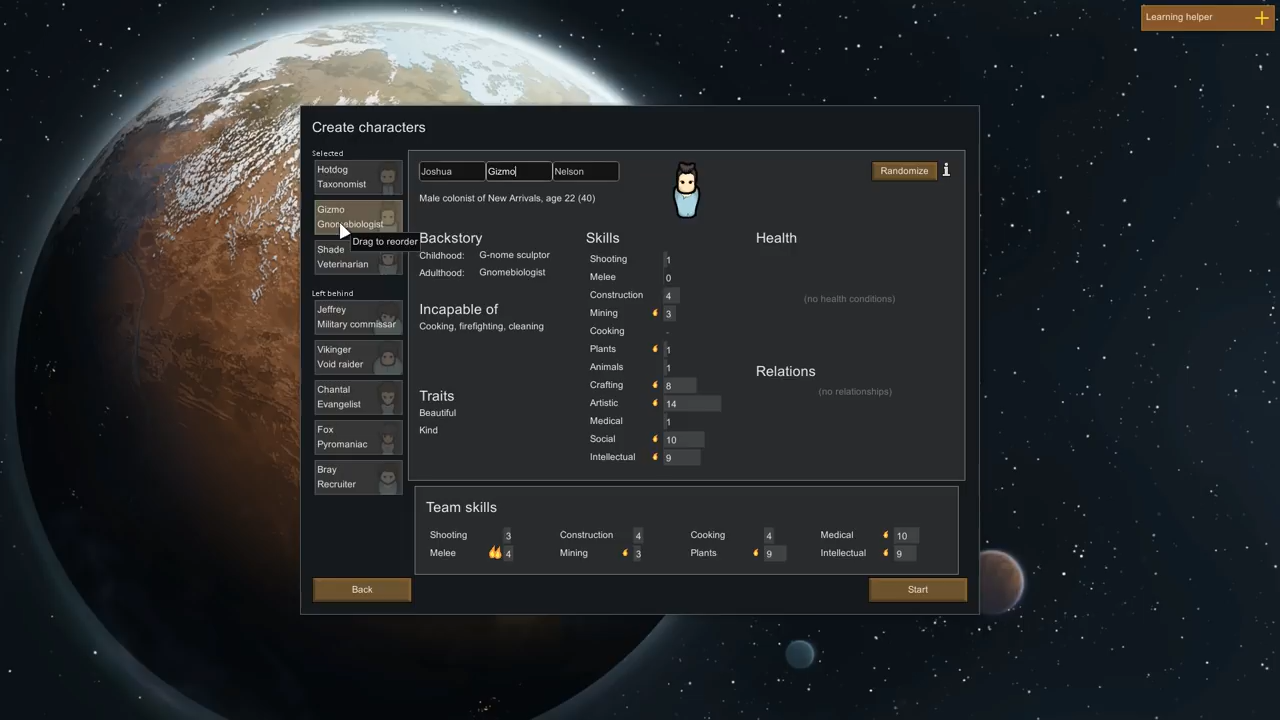 Learning helper
Create characters
Selected
Hotdog
Taxonomist
Gizmo
Gnomebiologist
Drag to reorder
Shade
Veterinarian
Left behind
Jeffrey
Military commissar
Vikinger
Void raider
Chantal
Evangelist
Fox
Pyromaniac
Bray
Recruiter
Joshua Gizmo Nelson
Randomize
Male colonist of New Arrivals, age 22 (40)
Backstory
Childhood: G-nome sculptor
Adulthood: Gnomebiologist
Incapable of
Cooking, firefighting, cleaning
Traits
Beautiful
Kind
Skills
Shooting 1
Melee 0
Construction 4
Mining 3
Cooking -
Plants 1
Animals 1
Crafting 8
Artistic 14
Medical 1
Social 10
Intellectual 9
Health
(no health conditions)
Relations
(no relationships)
Team skills
Shooting 3 Construction 4 Cooking 4 Medical 10
Melee 4 Mining 3 Plants 9 Intellectual 9
Back
Start